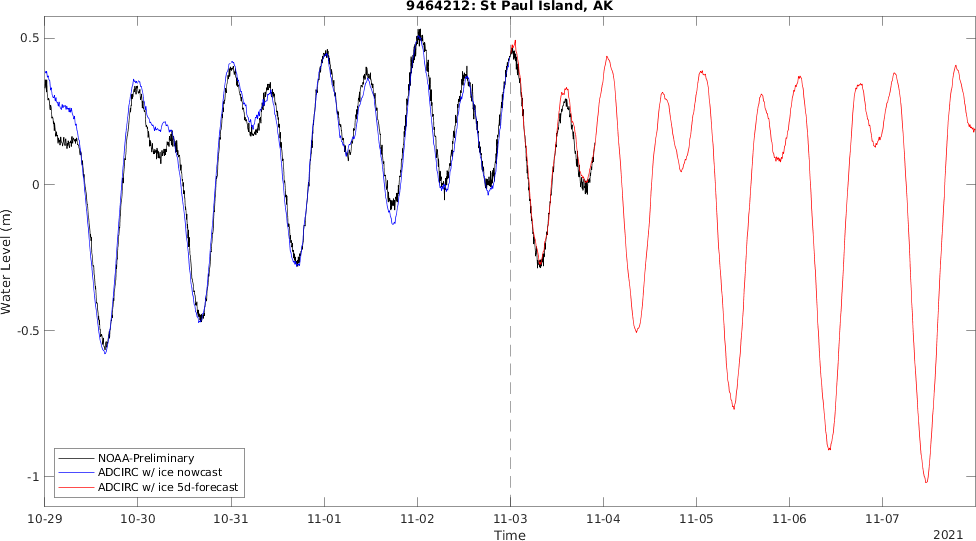 9464212: St Paul Island, AK
Water Level (m)
0.5
0
-0.5
-1
NOAA-Preliminary
ADCIRC w/ ice nowcast
ADCIRC w/ ice 5d-forecast
10-29 10-30 10-31 11-01 11-02 11-03 11-04 11-05 11-06 11-07
Time
2021